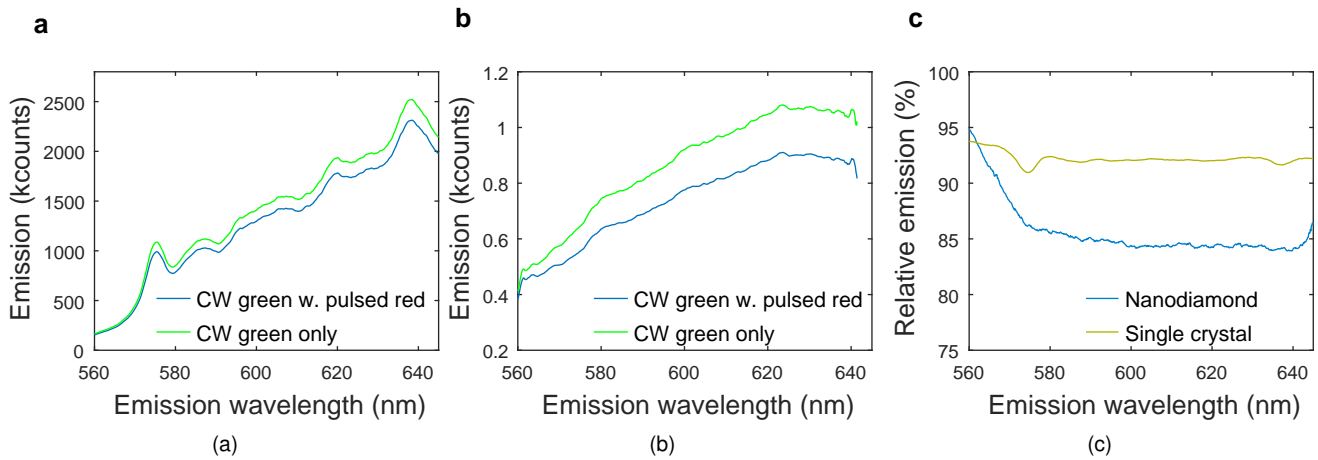 a
Emission (kcounts)
2500
2000
1500
1000
500
0
560 580 600 620 640
CW green w. pulsed red
CW green only
Emission wavelength (nm)
(a)
b
Emission (kcounts)
1.2
1
0.8
0.6
0.4
0.2
560 580 600 620 640
CW green w. pulsed red
CW green only
Emission wavelength (nm)
(b)
c
Relative emission (%)
100
95
90
85
80
75
560 580 600 620 640
Nanodiamond
Single crystal
Emission wavelength (nm)
(c)